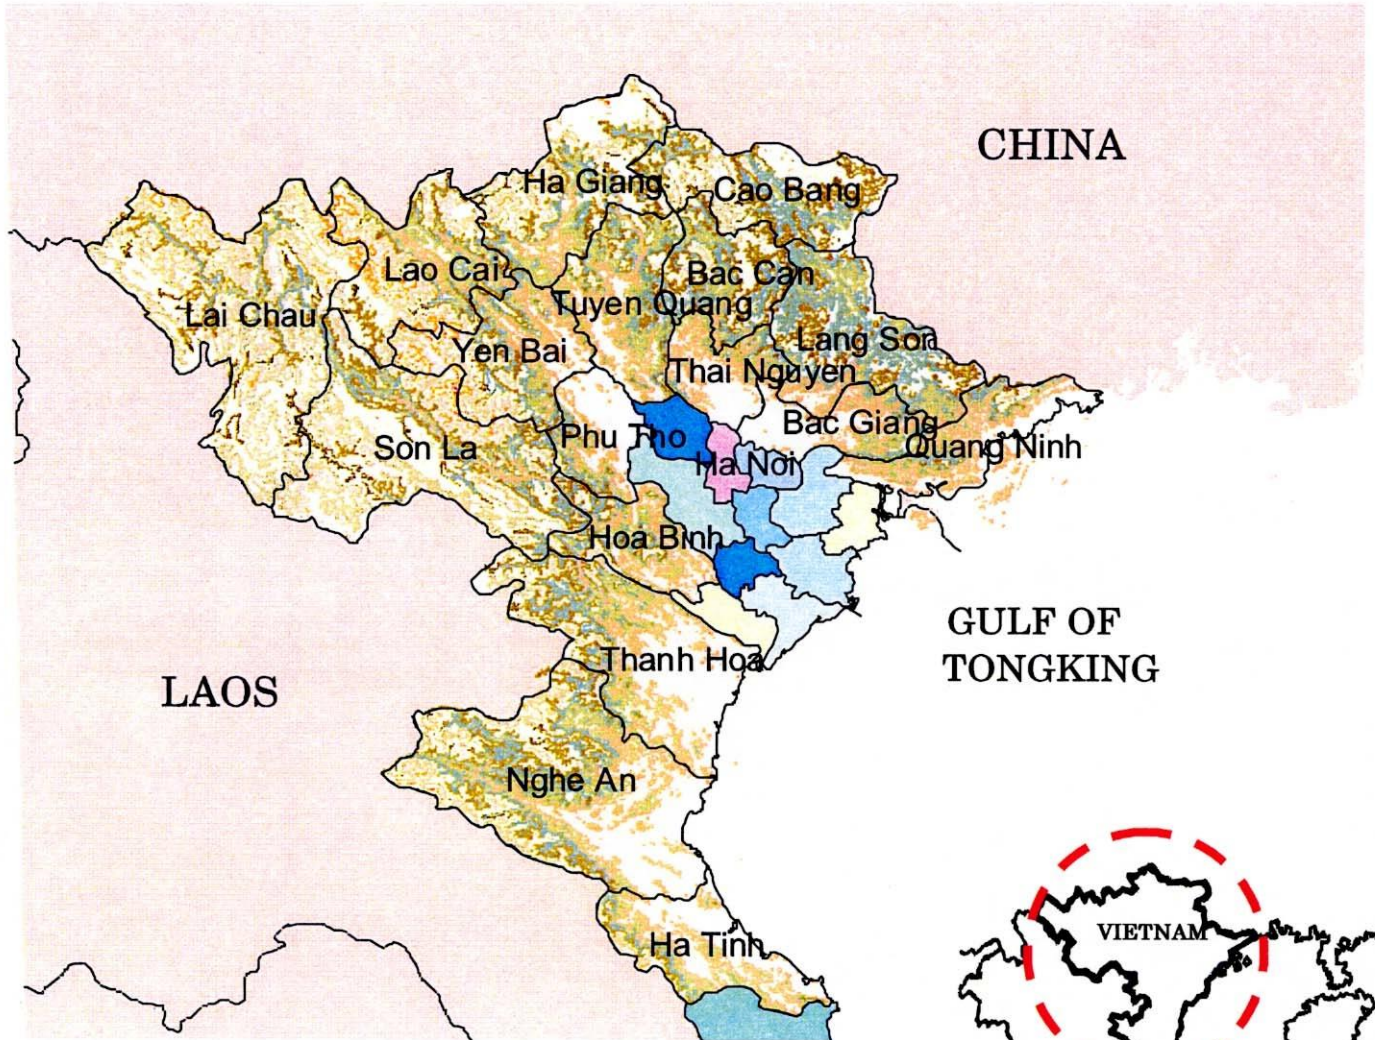 CHINA
Ha Giang
Cao Bang
Lao Cai
Bac Can
Lai Chau
Tuyen Quang
Lang Son
Yen Bai
Thai Nguyen
Phu Tho
Bac Giang
Son La
Quang Ninh
Ha Noi
Hoa Binh
GULF OF
TONGKING
Thanh Hoa
LAOS
Nghe An
VIETNAM
Ha Tinh